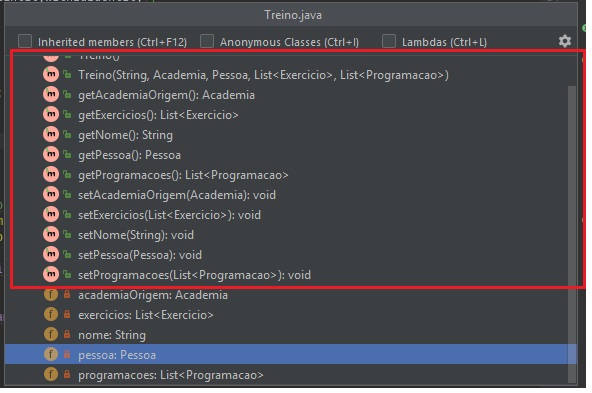 Treino.java
Inherited members (Ctrl+F12) Anonymous Classes (Ctrl+I) Lambdas (Ctrl+L)
Treino()
Treino(String, Academia, Pessoa, List<Exercicio>, List<Programacao>)
getAcademiaOrigem(): Academia
getExercicios(): List<Exercicio>
getNome(): String
getPessoa(): Pessoa
getProgramacoes(): List<Programacao>
setAcademiaOrigem(Academia): void
setExercicios(List<Exercicio>): void
setNome(String): void
setPessoa(Pessoa): void
setProgramacoes(List<Programacao>): void
academiaOrigem: Academia
exercicios: List<Exercicio>
nome: String
pessoa: Pessoa
programacoes: List<Programacao>